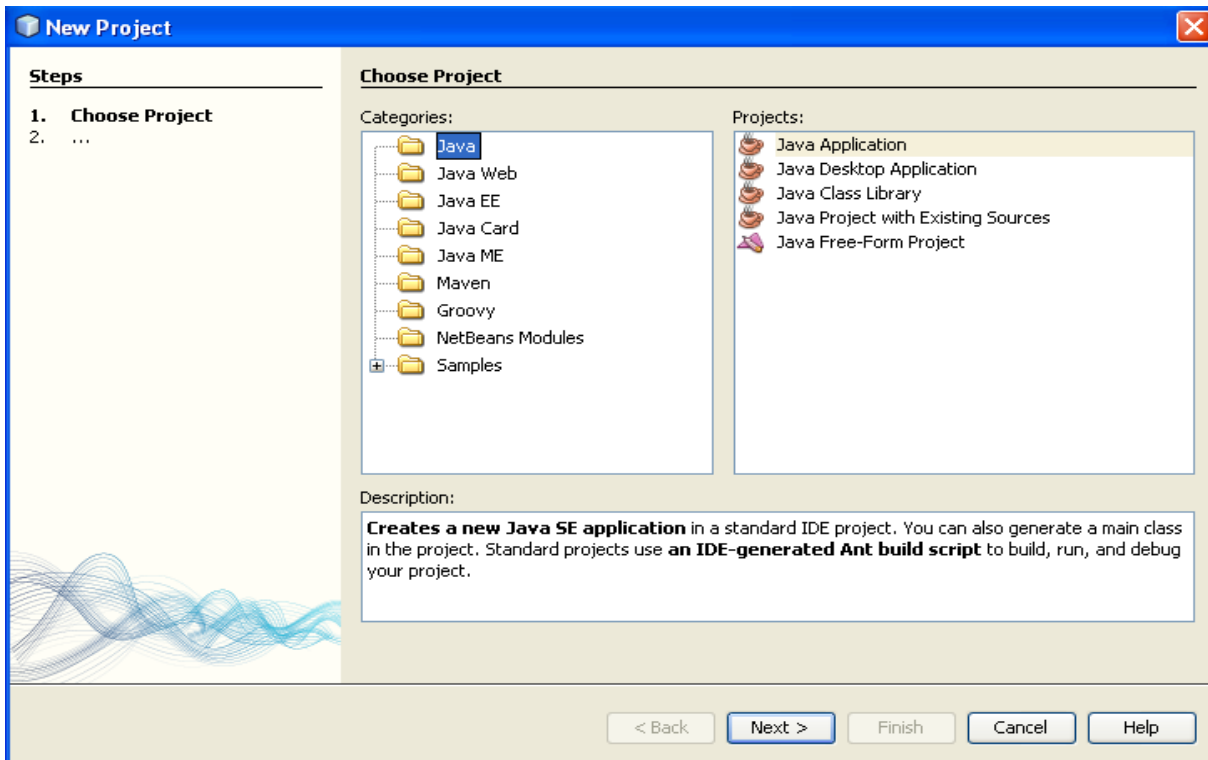 New Project
Steps
1. Choose Project
2. ...
Choose Project
Categories:
Java
Java Web
Java EE
Java Card
Java ME
Maven
Groovy
NetBeans Modules
Samples
Projects:
Java Application
Java Desktop Application
Java Class Library
Java Project with Existing Sources
Java Free-Form Project
Description:
Creates a new Java SE application in a standard IDE project. You can also generate a main class
in the project. Standard projects use an IDE-generated Ant build script to build, run, and debug
your project.
< Back
Next >
Finish
Cancel
Help